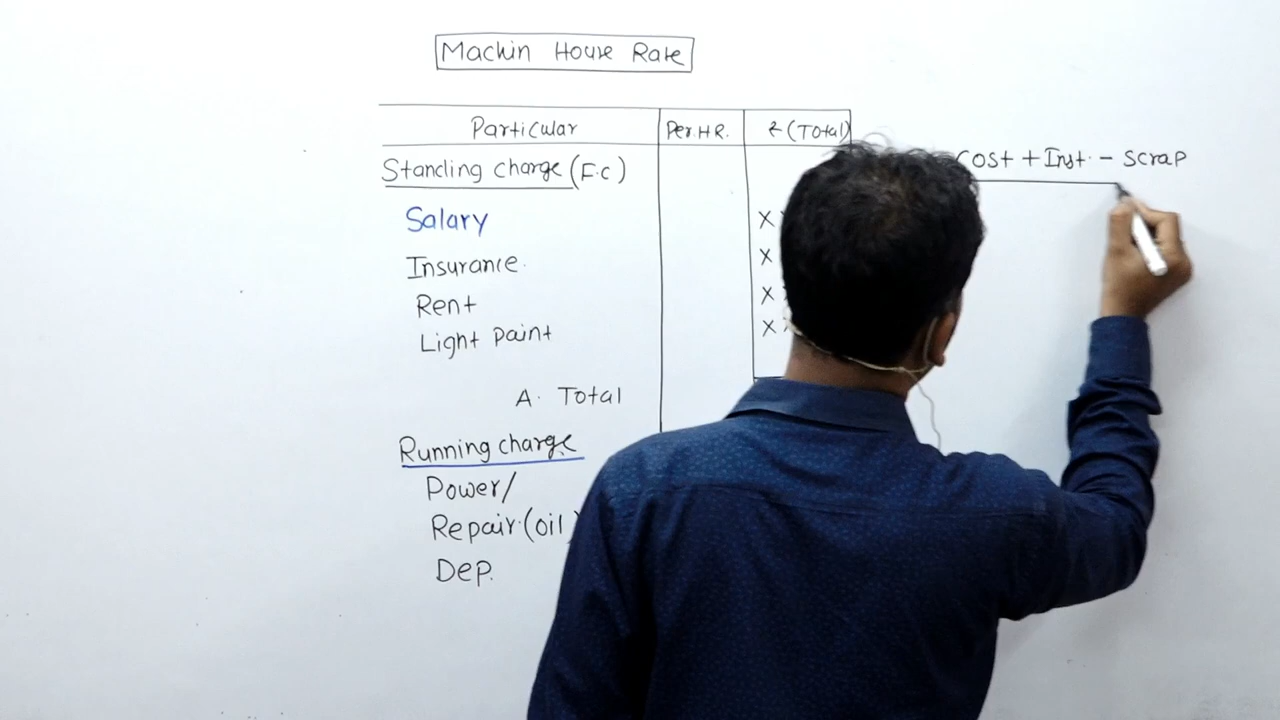 Machin House Rate
Particular Per.HR. ₹(Total)
Standing charge (F.c)
Cost + Inst. - Scrap
Salary X
Insurance. X
Rent X
Light paint X
A. Total
Running charge
Power/
Repair.(oil)
Dep.